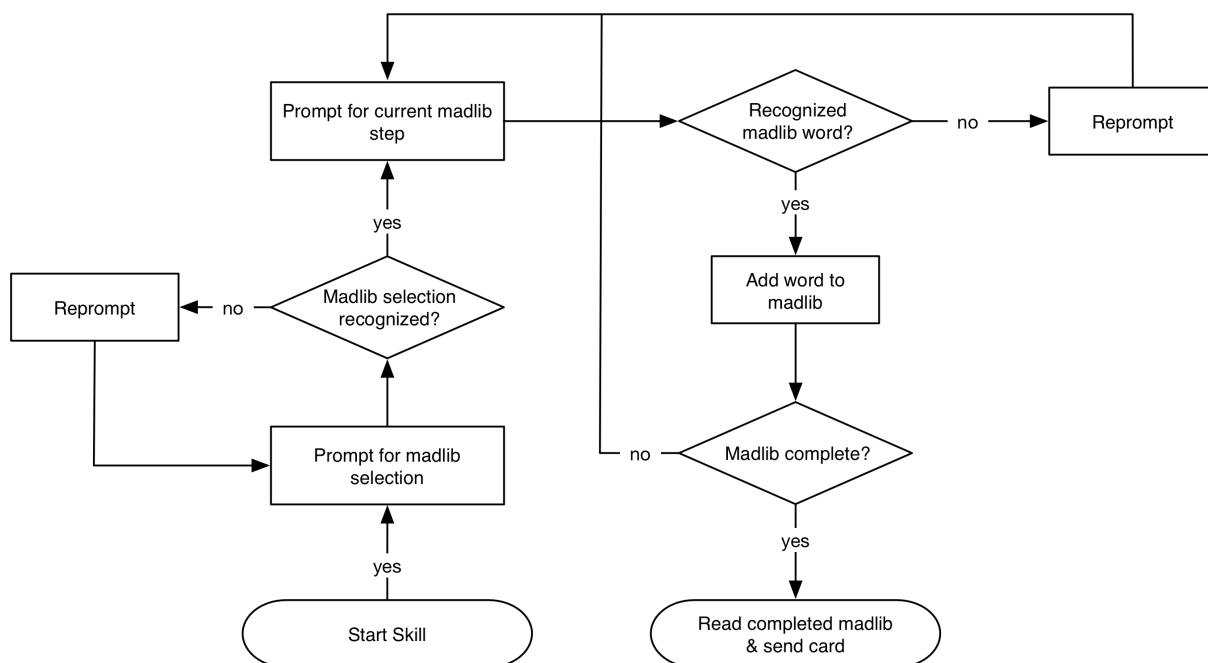 Prompt for current madlib
step
Recognized
madlib word?
no
Reprompt
yes
yes
Reprompt
no
Madlib selection
recognized?
Add word to
madlib
Prompt for madlib
selection
no
Madlib complete?
yes
yes
Start Skill
Read completed madlib
& send card